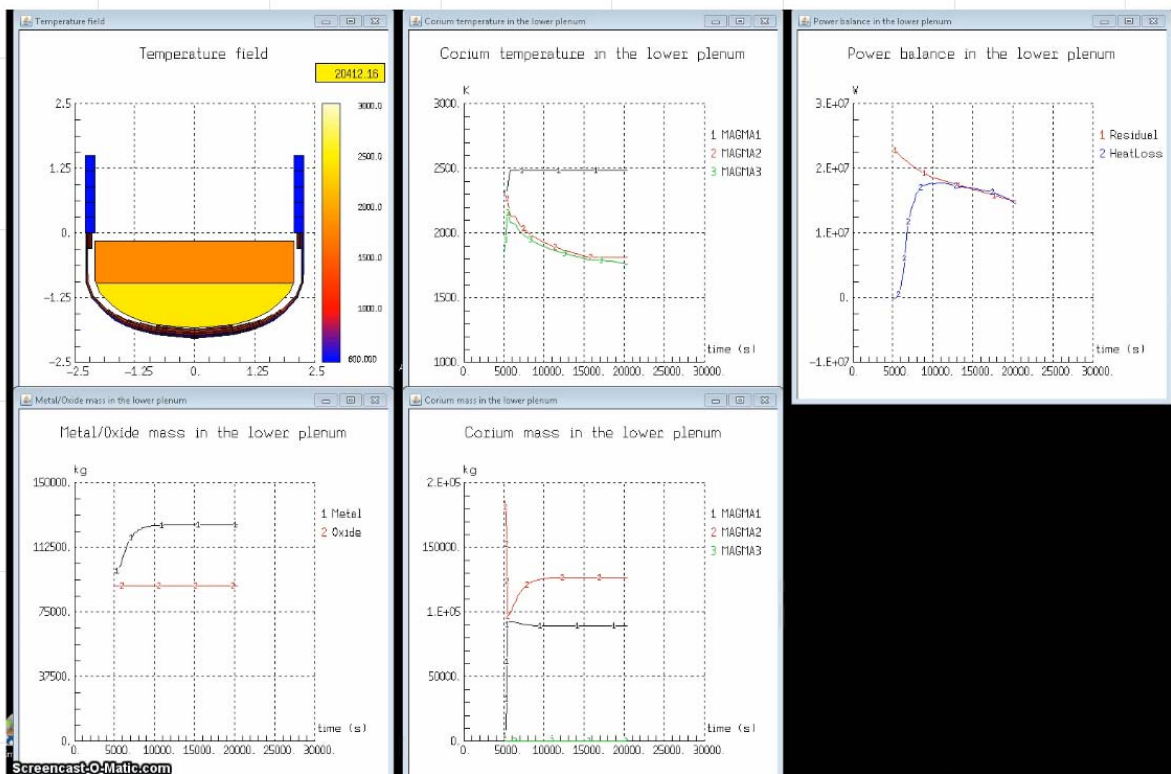 Temperature field
Temperature field
20412.16
2.5
1.25
0.
-1.25
-2.5
-2.5 -1.25 0. 1.25 2.5
3000.0
2500.0
2000.0
1500.0
1000.0
600.000
Corium temperature in the lower plenum
Corium temperature in the lower plenum
K
3000.
2500.
2000.
1500.
1000.
1 MAGMA1
2 MAGMA2
3 MAGMA3
time (s)
0. 5000. 10000. 15000. 20000. 25000. 30000.
Power balance in the lower plenum
Power balance in the lower plenum
W
3.E+07
2.E+07
1.E+07
0.
-1.E+07
1 Residual
2 HeatLoss
time (s)
0. 5000. 10000. 15000. 20000. 25000. 30000.
Metal/Oxide mass in the lower plenum
Metal/Oxide mass in the lower plenum
kg
150000.
112500.
75000.
37500.
0.
1 Metal
2 Oxide
time (s)
0. 5000. 10000. 15000. 20000. 25000. 30000.
Corium mass in the lower plenum
Corium mass in the lower plenum
kg
2.E+05
150000.
1.E+05
50000.
0.
1 MAGMA1
2 MAGMA2
3 MAGMA3
time (s)
0. 5000. 10000. 15000. 20000. 25000. 30000.
Screencast-O-Matic.com